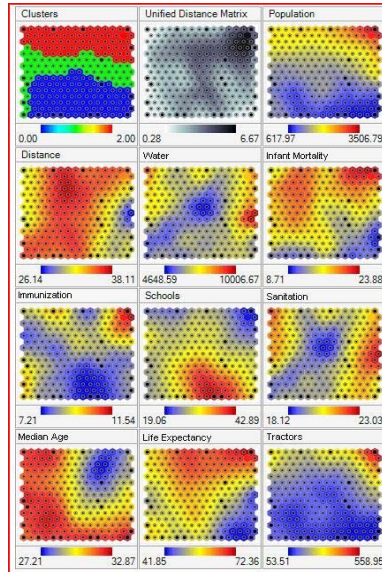 Clusters Unified Distance Matrix Population
0.00 2.00 0.28 6.67 617.97 3506.79
Distance Water Infant Mortality
26.14 38.11 4648.59 10006.67 8.71 23.88
Immunization Schools Sanitation
7.21 11.54 19.06 42.89 18.12 23.03
Median Age Life Expectancy Tractors
27.21 32.87 41.85 72.36 53.51 558.95